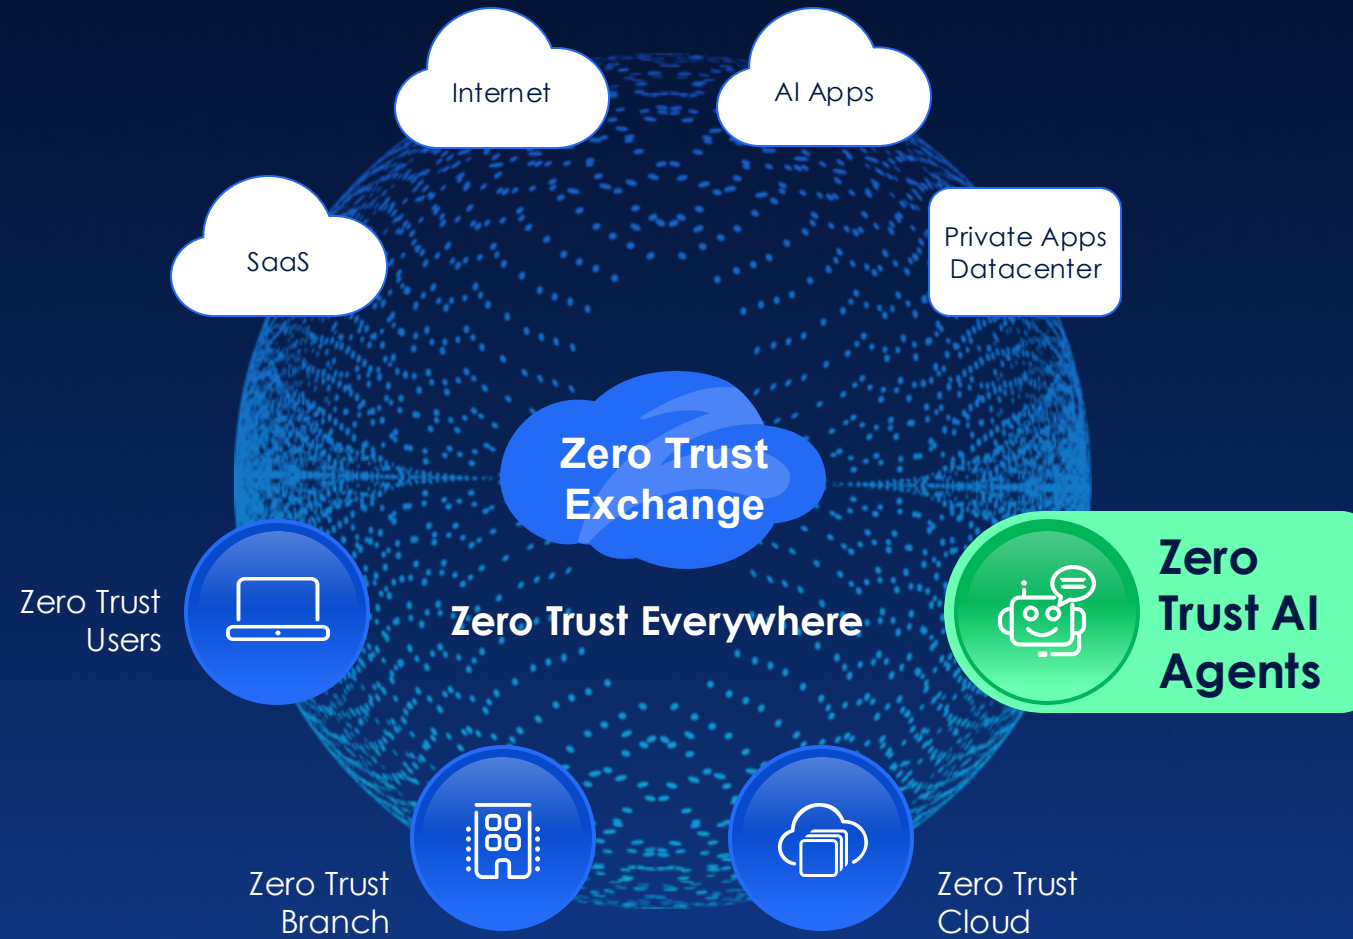 Internet
AI Apps
SaaS
Private Apps
Datacenter
Zero Trust
Exchange
Zero Trust Everywhere
Zero Trust
Users
Zero
Trust AI
Agents
Zero Trust
Branch
Zero Trust
Cloud